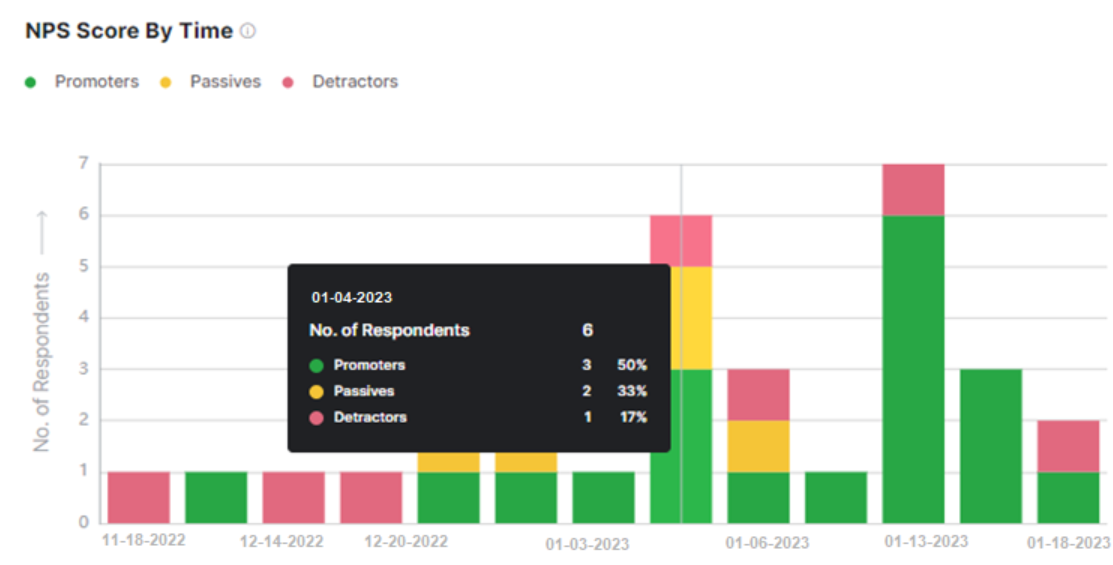 NPS Score By Time
Promoters Passives Detractors
No. of Respondents
7
6
5
4
3
2
1
0
01-04-2023
No. of Respondents 6
Promoters 3 50%
Passives 2 33%
Detractors 1 17%
11-18-2022 12-14-2022 12-20-2022 01-03-2023 01-06-2023 01-13-2023 01-18-2023